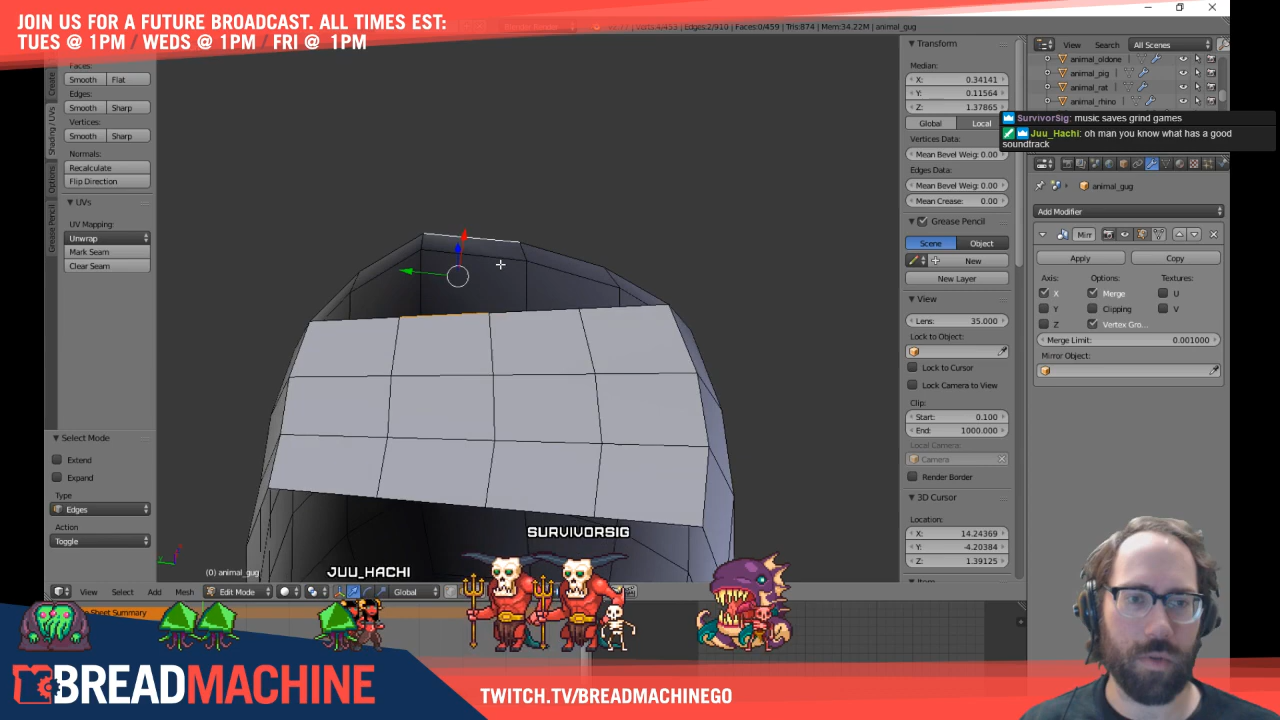 JOIN US FOR A FUTURE BROADCAST. ALL TIMES EST:
TUES @ 1PM / WEDS @ 1PM / FRI @ 1PM
Verts:4/453 | Edges:2/910 | Faces:0/459 | Tris:874 | Mem:34.22M | animal_gug
Faces:
Smooth Flat
Edges:
Smooth Sharp
Vertices:
Smooth Sharp
Normals:
Recalculate
Flip Direction
UVs
UV Mapping:
Unwrap
Mark Seam
Clear Seam
Create
Shading / UVs
Options
Grease Pencil
Select Mode
Extend
Expand
Type
Edges
Action
Toggle
Transform
Median:
X: 0.34141
Y: 0.11564
Z: 1.37865
Global Local
Vertices Data:
Mean Bevel Weig: 0.00
Edges Data:
Mean Bevel Weig: 0.00
Mean Crease: 0.00
Grease Pencil
Scene Object
New
New Layer
View
Lens: 35.000
Lock to Object:
Lock to Cursor
Lock Camera to View
Clip:
Start: 0.100
End: 1000.000
Local Camera:
Camera
Render Border
3D Cursor
Location:
X: 14.24369
Y: -4.20384
Z: 1.39125
View Search All Scenes
animal_oldone
animal_pig
animal_rat
animal_rhino
SurvivorSig: music saves grind games
Juu_Hachi: oh man you know what has a good
soundtrack
animal_gug
Add Modifier
Mirr
Apply Copy
Axis: Options: Textures:
X Merge U
Y Clipping V
Z Vertex Gro...
Merge Limit: 0.001000
Mirror Object:
SURVIVORSIG
JUU_HACHI
(0) animal_gug
View Select Add Mesh Edit Mode Global
Sheet Summary
BREADMACHINE
TWITCH.TV/BREADMACHINEGO